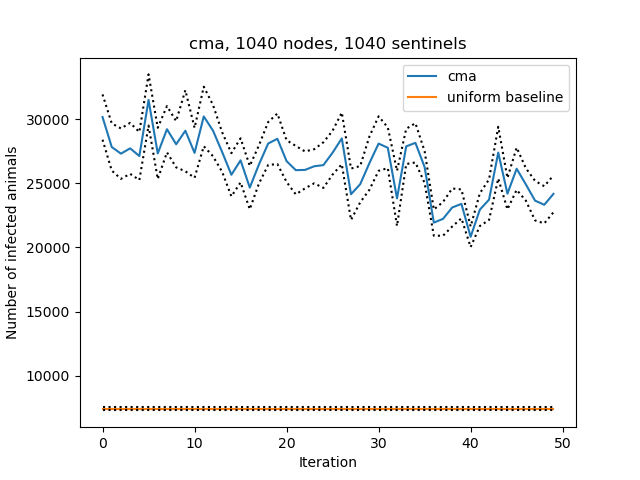 cma, 1040 nodes, 1040 sentinels
cma
uniform baseline
Number of infected animals
30000
25000
20000
15000
10000
0 10 20 30 40 50
Iteration